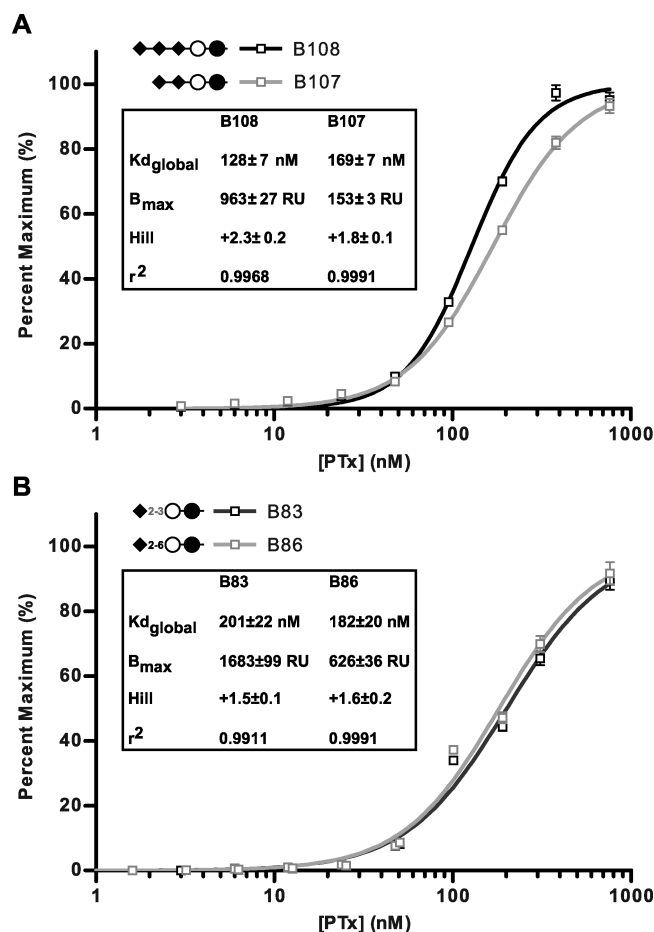 A
B108
B107
B108 B107
Kdglobal 128± 7 nM 169± 7 nM
Bmax 963± 27 RU 153± 3 RU
Hill +2.3± 0.2 +1.8± 0.1
r2 0.9968 0.9991
Percent Maximum (%)
100
80
60
40
20
0
1 10 100 1000
[PTx] (nM)
B
2-3 B83
2-6 B86
B83 B86
Kdglobal 201±22 nM 182±20 nM
Bmax 1683±99 RU 626±36 RU
Hill +1.5±0.1 +1.6±0.2
r2 0.9911 0.9991
Percent Maximum (%)
100
80
60
40
20
0
1 10 100 1000
[PTx] (nM)